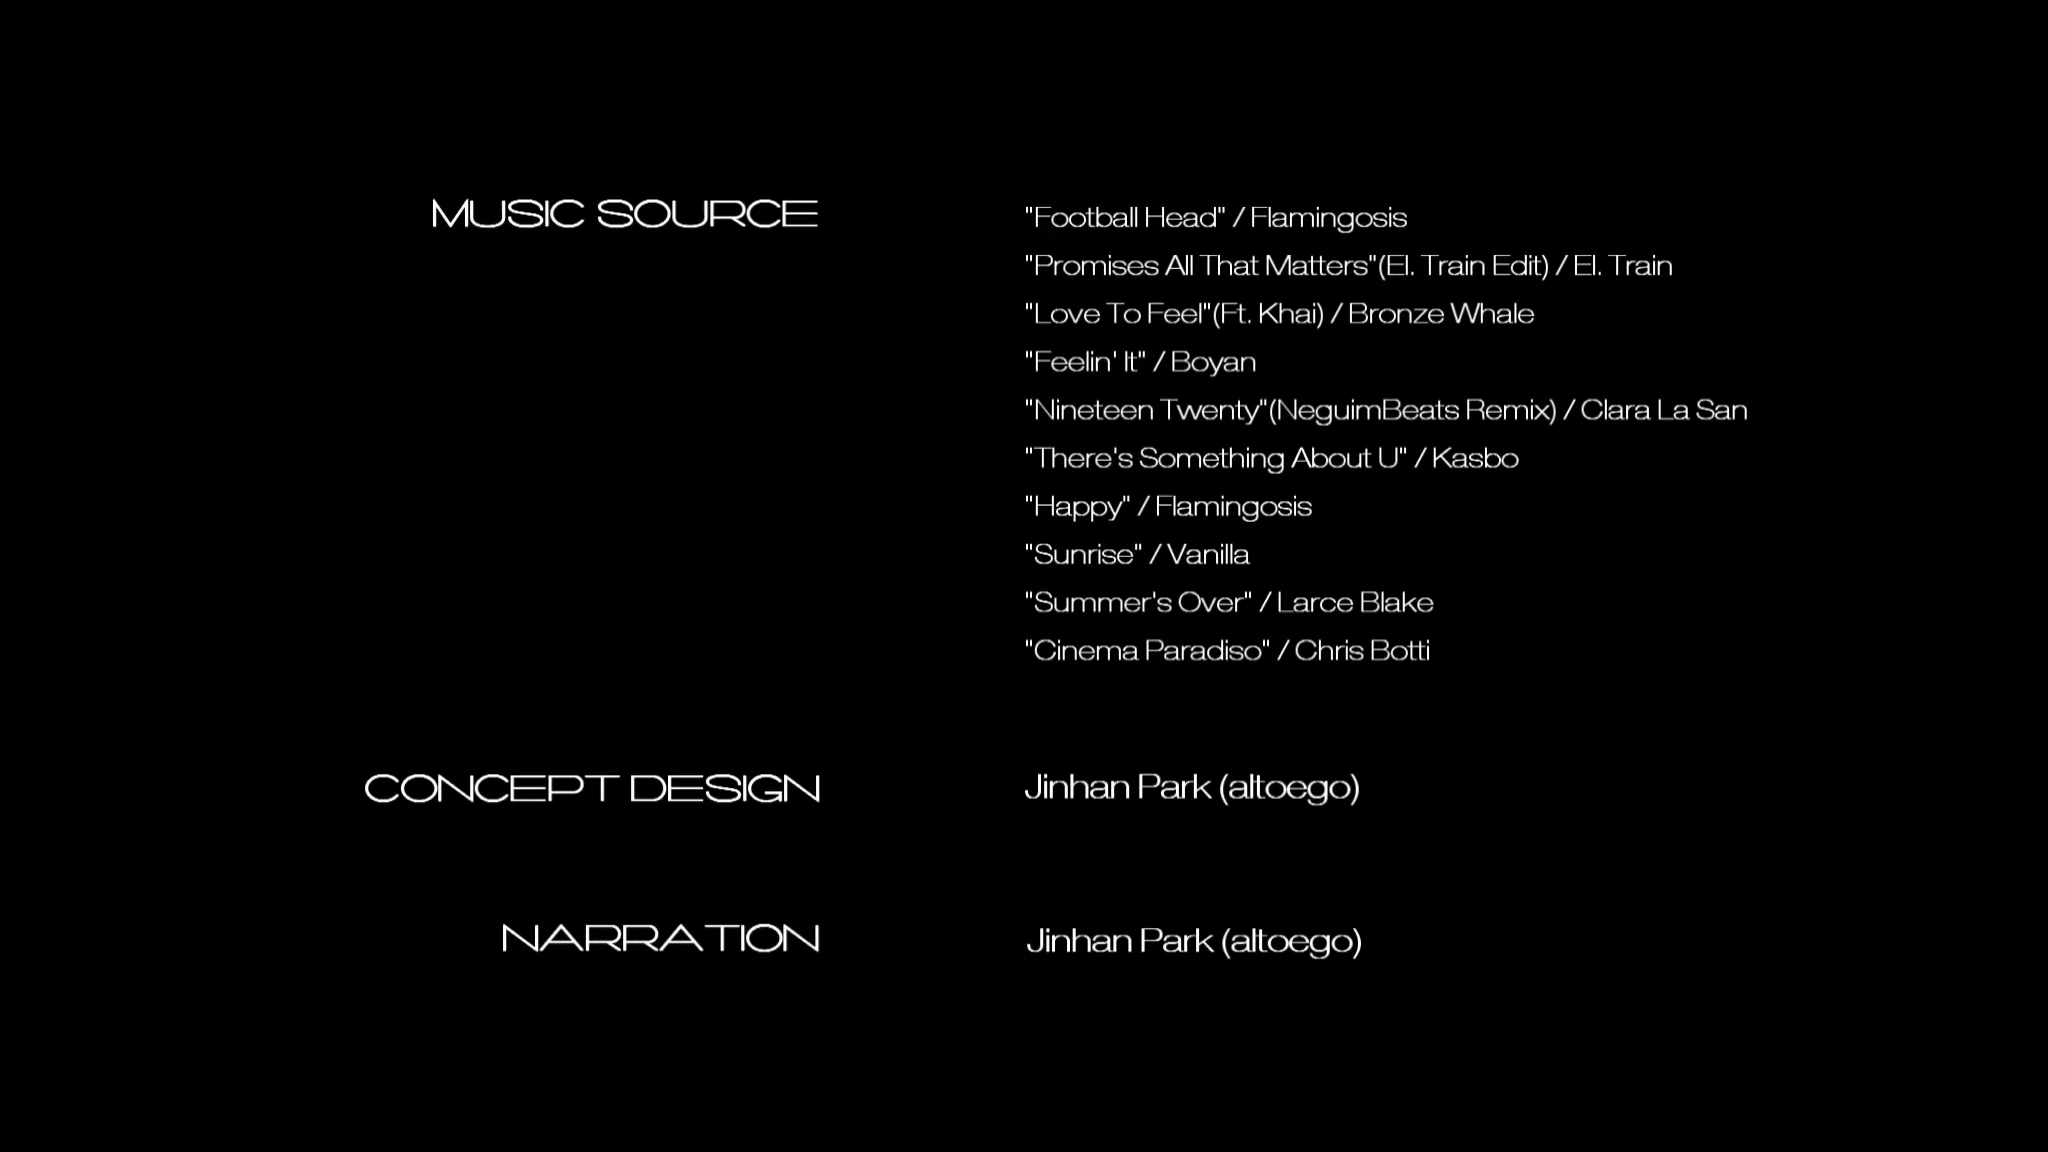 MUSIC SOURCE
"Football Head" / Flamingosis
"Promises All That Matters"(El. Train Edit) / El. Train
"Love To Feel"(Ft. Khai) / Bronze Whale
"Feelin' It" / Boyan
"Nineteen Twenty"(NeguimBeats Remix) / Clara La San
"There's Something About U" / Kasbo
"Happy" / Flamingosis
"Sunrise" / Vanilla
"Summer's Over" / Larce Blake
"Cinema Paradiso" / Chris Botti
CONCEPT DESIGN
Jinhan Park (altoego)
NARRATION
Jinhan Park (altoego)